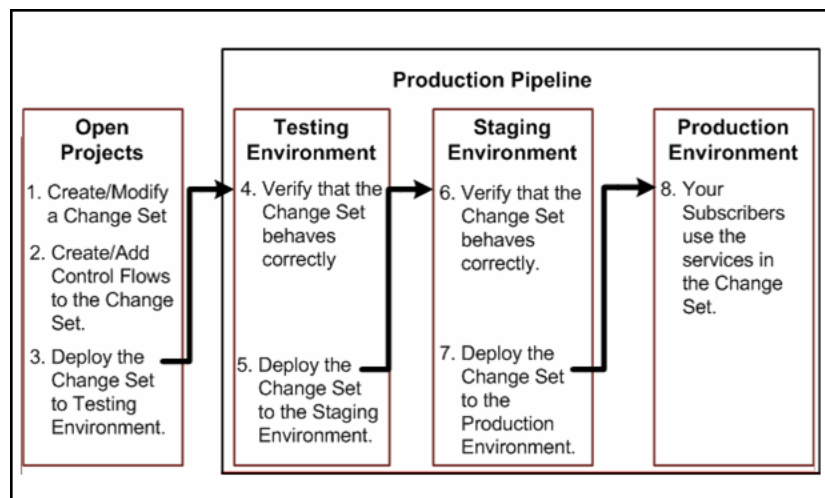 Production Pipeline
Open
Projects
1. Create/Modify
a Change Set
2. Create/Add
Control Flows
to the Change
Set.
3. Deploy the
Change Set
to Testing
Environment.
Testing
Environment
4. Verify that the
Change Set
behaves
correctly
5. Deploy the
Change Set
to the Staging
Environment.
Staging
Environment
6. Verify that the
Change Set
behaves
correctly.
7. Deploy the
Change Set
to the
Production
Environment.
Production
Environment
8. Your
Subscribers
use the
services in
the Change
Set.